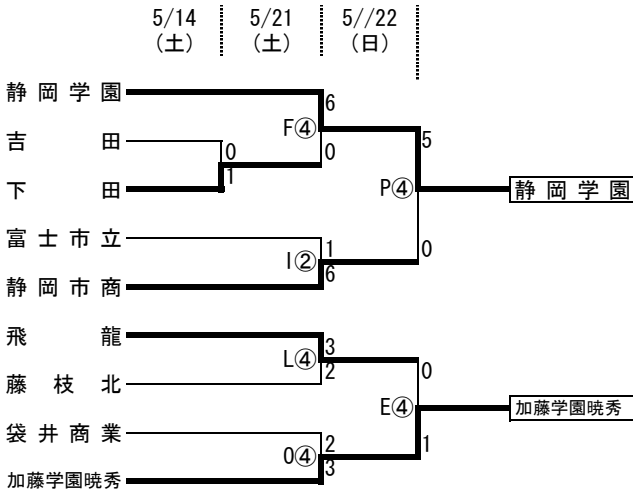 5/14 5/21 5//22
(土) (土) (日)
静岡学園
6
F④
5
吉田
0
0
1
下田
P④
静岡学園
富士市立
1
I②
0
6
静岡市商
飛龍
3
L④
0
2
藤枝北
E④
加藤学園暁秀
袋井商業
2
O④
1
3
加藤学園暁秀